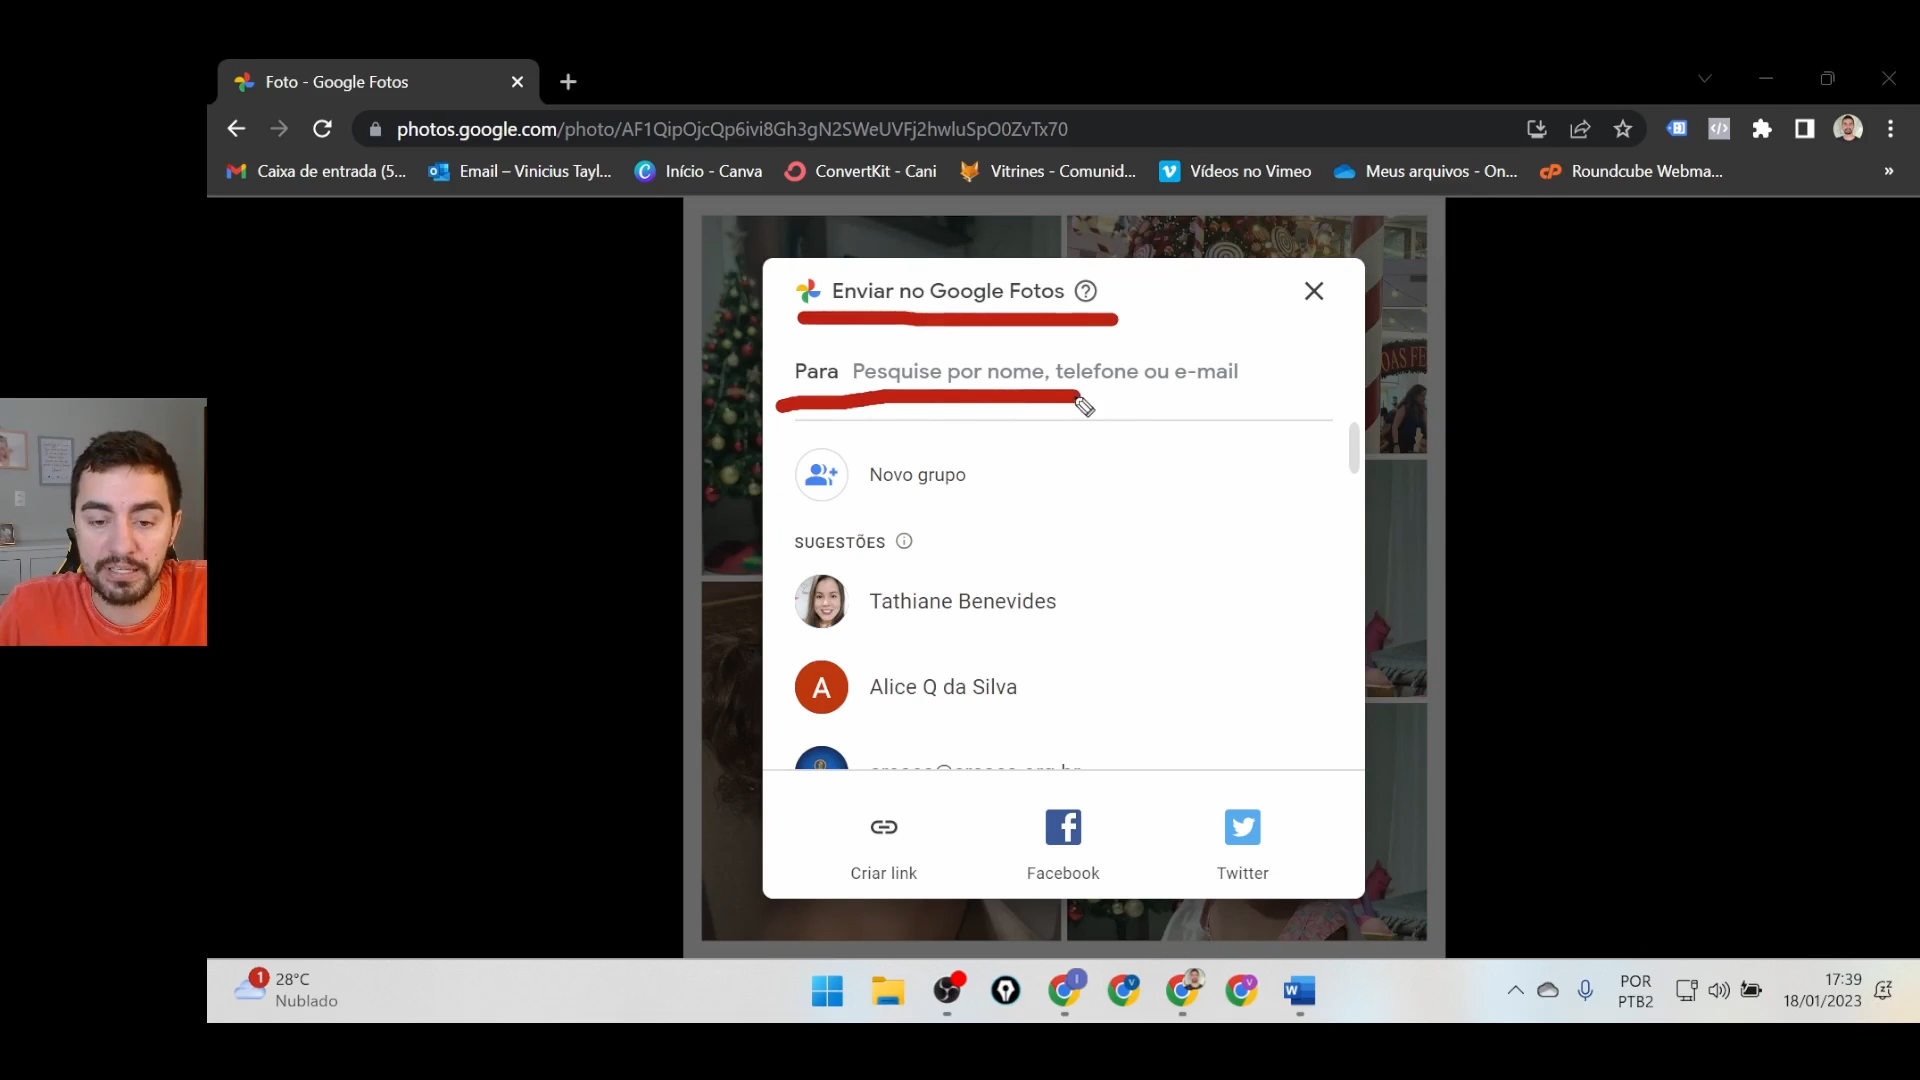 Foto - Google Fotos
photos.google.com/photo/AF1QipOjcQp6ivi8Gh3gN2SWeUVFj2hwluSpO0ZvTx70
Caixa de entrada (5...
Email – Vinicius Tayl...
Início - Canva
ConvertKit - Cani
Vitrines - Comunid...
Vídeos no Vimeo
Meus arquivos - On...
Roundcube Webma...
»
Enviar no Google Fotos
Para Pesquise por nome, telefone ou e-mail
Novo grupo
SUGESTÕES
Tathiane Benevides
A
Alice Q da Silva
Criar link
Facebook
Twitter
1
28°C
Nublado
POR
PTB2
17:39
18/01/2023